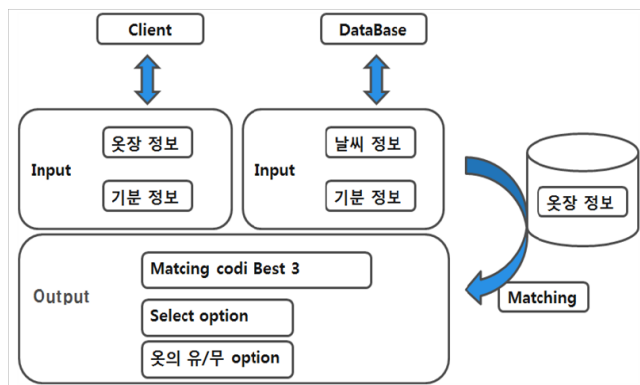 Client
DataBase
Input
옷장 정보
기분 정보
Input
날씨 정보
기분 정보
옷장 정보
Matching
Output
Matcing codi Best 3
Select option
옷의 유/무 option